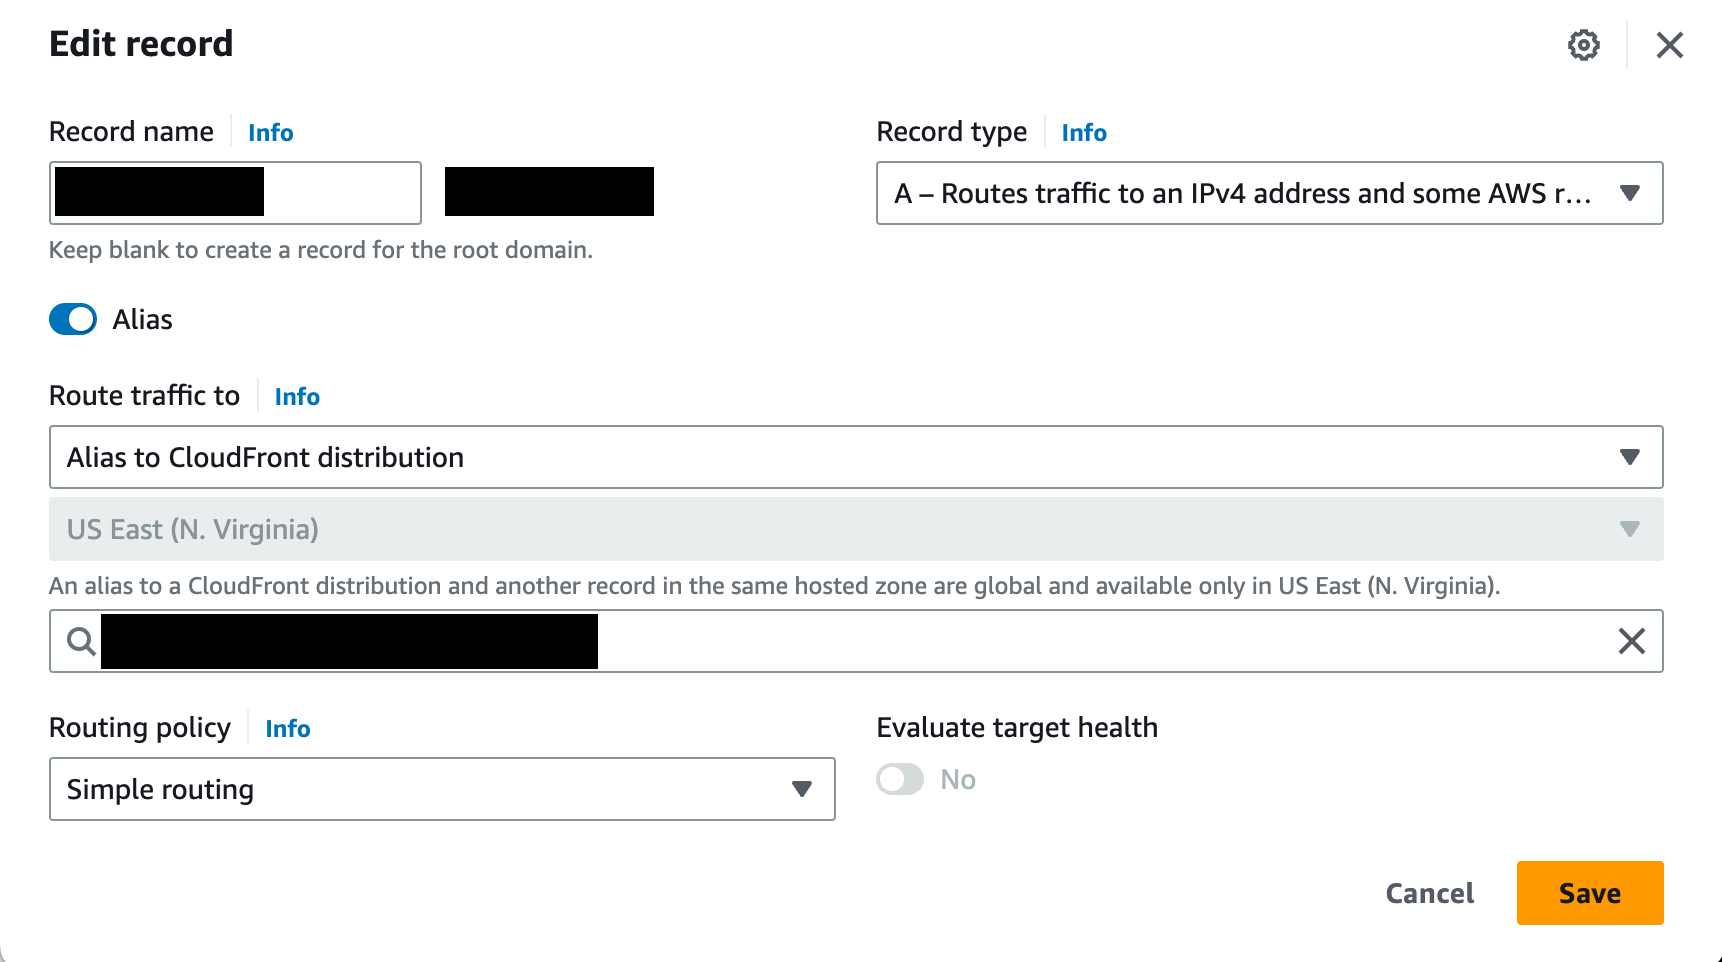 Edit record
Record name Info
Record type Info
A – Routes traffic to an IPv4 address and some AWS r...
Keep blank to create a record for the root domain.
Alias
Route traffic to Info
Alias to CloudFront distribution
US East (N. Virginia)
An alias to a CloudFront distribution and another record in the same hosted zone are global and available only in US East (N. Virginia).
Routing policy Info
Simple routing
Evaluate target health
No
Cancel
Save